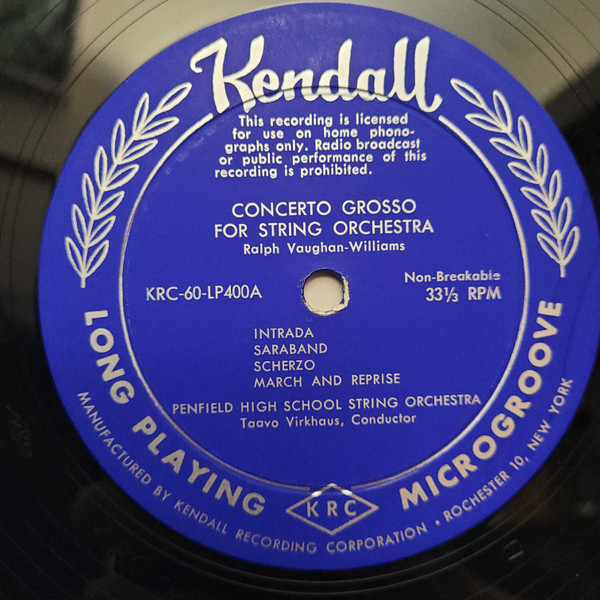 Kendall
This recording is licensed
for use on home phono-
graphs only. Radio broadcast
or public performance of this
recording is prohibited.
CONCERTO GROSSO
FOR STRING ORCHESTRA
Ralph Vaughan-Williams
KRC-60-LP400A
Non-Breakable
33⅓ RPM
INTRADA
SARABAND
SCHERZO
MARCH AND REPRISE
PENFIELD HIGH SCHOOL STRING ORCHESTRA
Taavo Virkhaus, Conductor
LONG PLAYING MICROGROOVE
KRC
MANUFACTURED BY KENDALL RECORDING CORPORATION • ROCHESTER 10, NEW YORK